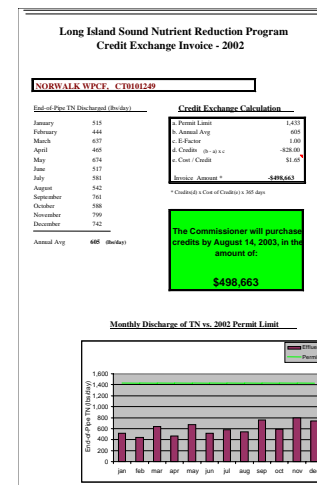 Long Island Sound Nutrient Reduction Program
Credit Exchange Invoice - 2002
NORWALK WPCF, CT0101249
End-of-Pipe TN Discharged (lbs/day)
January 515
February 444
March 637
April 465
May 674
June 517
July 581
August 542
September 761
October 588
November 799
December 742
Annual Avg 605 (lbs/day)
Credit Exchange Calculation
a. Permit Limit 1,433
b. Annual Avg 605
c. E-Factor 1.00
d. Credits (b - a) x c -828.00
e. Cost / Credit $1.65
Invoice Amount * -$498,663
* Credits(d) x Cost of Credit(e) x 365 days
The Commissioner will purchase
credits by August 14, 2003, in the
amount of:
$498,663
Monthly Discharge of TN vs. 2002 Permit Limit
Efflue
Permi
End-of-Pipe TN (lbs/day)
1,600
1,400
1,200
1,000
800
600
400
200
0
jan feb mar apr may jun jul aug sep oct nov dec